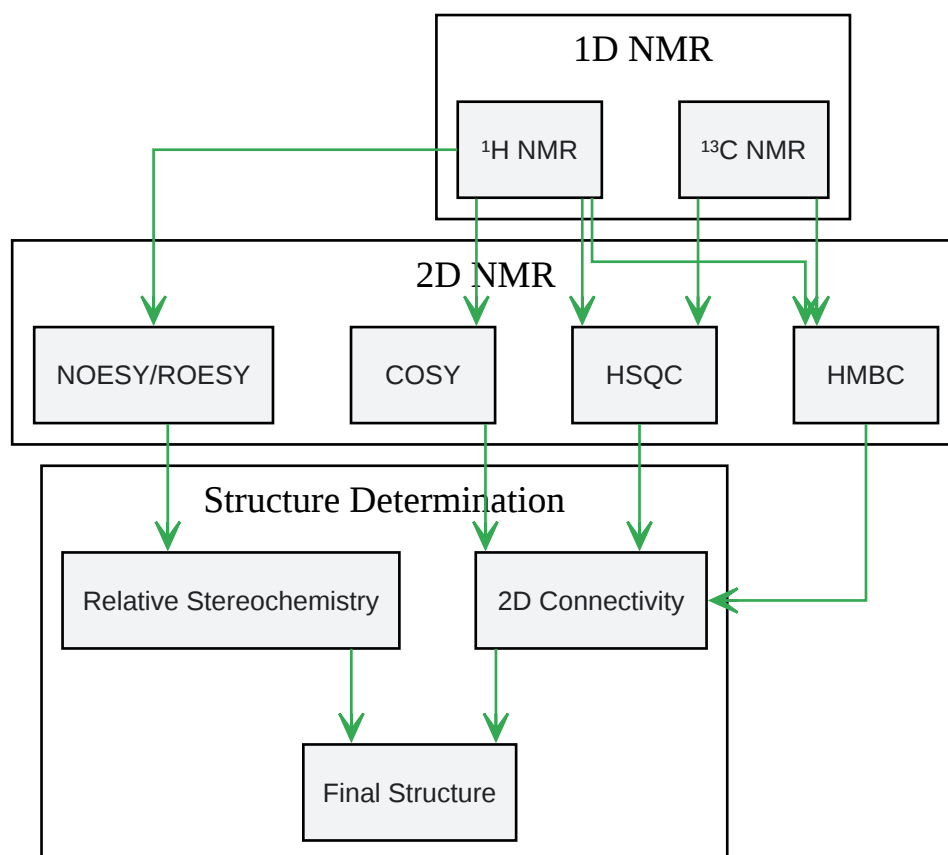 1D NMR
¹H NMR
¹³C NMR
2D NMR
NOESY/ROESY
COSY
HSQC
HMBC
Structure Determination
Relative Stereochemistry
2D Connectivity
Final Structure